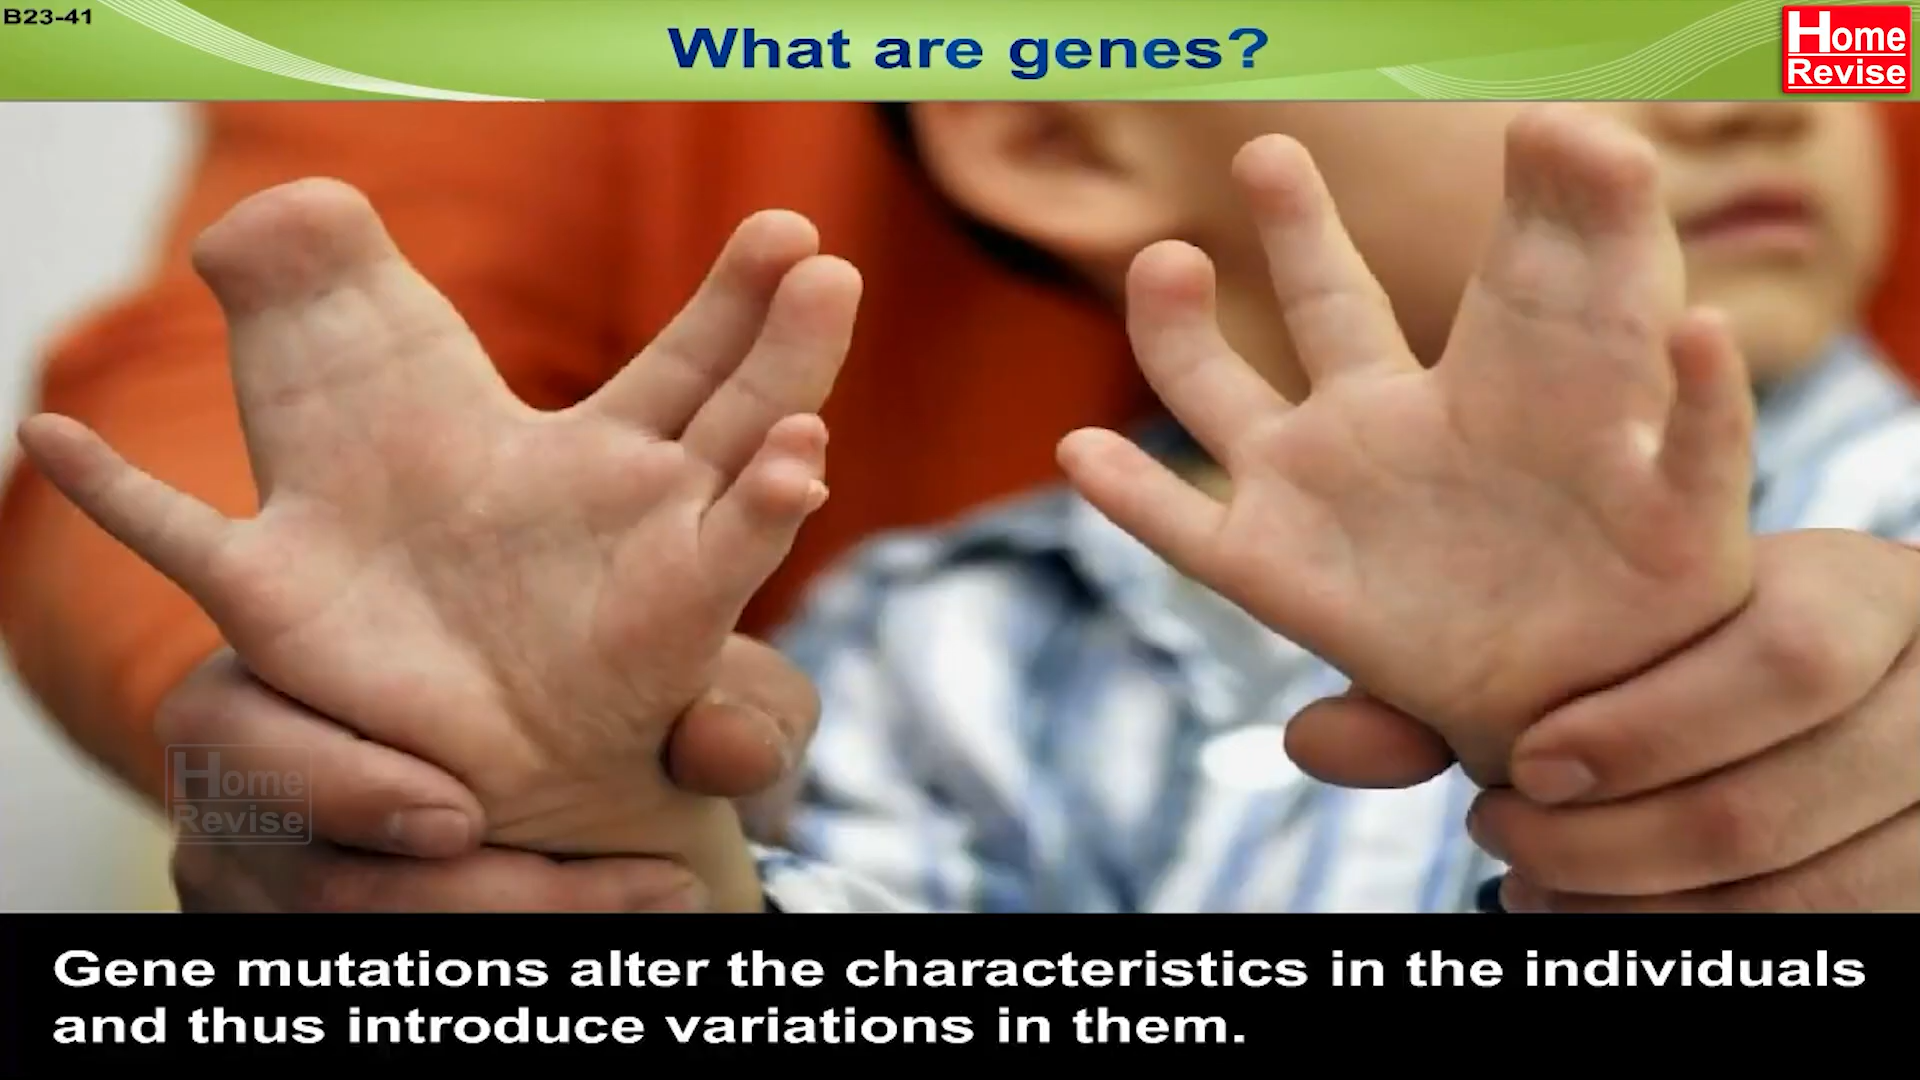 B23-41
What are genes?
Home
Revise
Home
Revise
Gene mutations alter the characteristics in the individuals
and thus introduce variations in them.